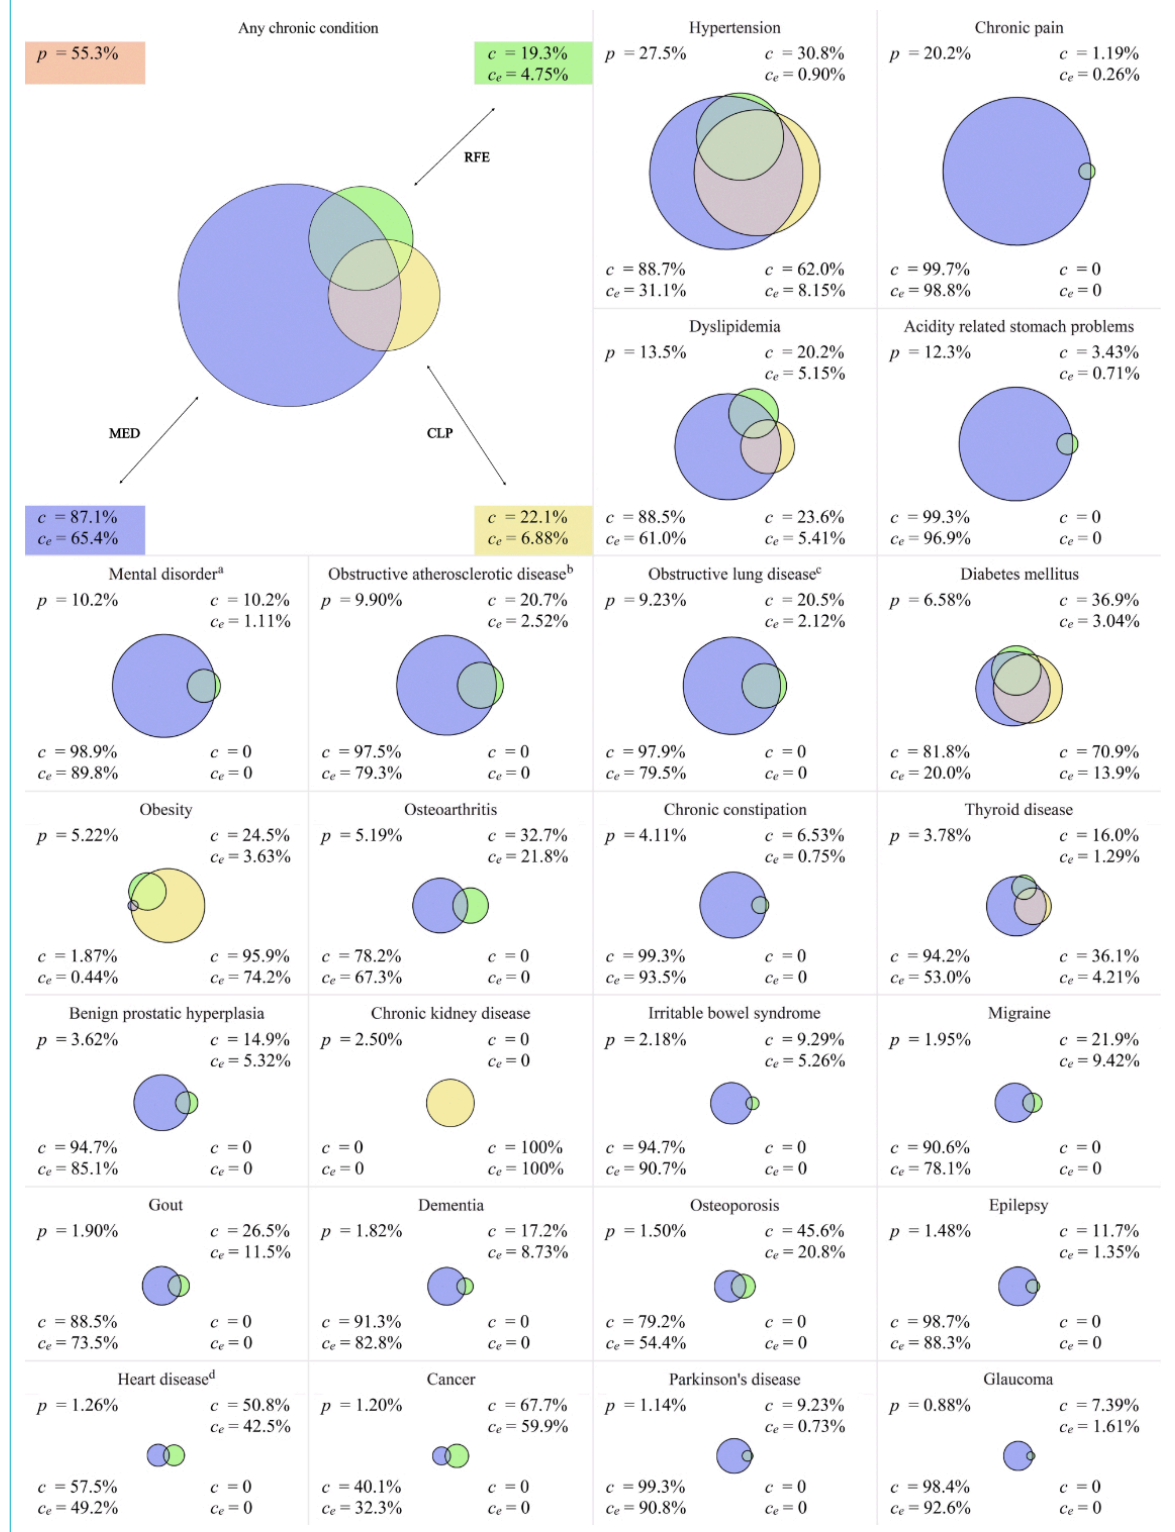 Any chronic condition
p = 55.3%
c = 19.3%
cₑ = 4.75%
RFE
MED
CLP
c = 87.1%
cₑ = 65.4%
c = 22.1%
cₑ = 6.88%
Hypertension
p = 27.5%
c = 30.8%
cₑ = 0.90%
c = 88.7%
cₑ = 31.1%
c = 62.0%
cₑ = 8.15%
Chronic pain
p = 20.2%
c = 1.19%
cₑ = 0.26%
c = 99.7%
cₑ = 98.8%
c = 0
cₑ = 0
Dyslipidemia
p = 13.5%
c = 20.2%
cₑ = 5.15%
c = 88.5%
cₑ = 61.0%
c = 23.6%
cₑ = 5.41%
Acidity related stomach problems
p = 12.3%
c = 3.43%
cₑ = 0.71%
c = 99.3%
cₑ = 96.9%
c = 0
cₑ = 0
Mental disorderᵃ
p = 10.2%
c = 10.2%
cₑ = 1.11%
c = 98.9%
cₑ = 89.8%
c = 0
cₑ = 0
Obstructive atherosclerotic diseaseᵇ
p = 9.90%
c = 20.7%
cₑ = 2.52%
c = 97.5%
cₑ = 79.3%
c = 0
cₑ = 0
Obstructive lung diseaseᶜ
p = 9.23%
c = 20.5%
cₑ = 2.12%
c = 97.9%
cₑ = 79.5%
c = 0
cₑ = 0
Diabetes mellitus
p = 6.58%
c = 36.9%
cₑ = 3.04%
c = 81.8%
cₑ = 20.0%
c = 70.9%
cₑ = 13.9%
Obesity
p = 5.22%
c = 24.5%
cₑ = 3.63%
c = 1.87%
cₑ = 0.44%
c = 95.9%
cₑ = 74.2%
Osteoarthritis
p = 5.19%
c = 32.7%
cₑ = 21.8%
c = 78.2%
cₑ = 67.3%
c = 0
cₑ = 0
Chronic constipation
p = 4.11%
c = 6.53%
cₑ = 0.75%
c = 99.3%
cₑ = 93.5%
c = 0
cₑ = 0
Thyroid disease
p = 3.78%
c = 16.0%
cₑ = 1.29%
c = 94.2%
cₑ = 53.0%
c = 36.1%
cₑ = 4.21%
Benign prostatic hyperplasia
p = 3.62%
c = 14.9%
cₑ = 5.32%
c = 94.7%
cₑ = 85.1%
c = 0
cₑ = 0
Chronic kidney disease
p = 2.50%
c = 0
cₑ = 0
c = 0
cₑ = 0
c = 100%
cₑ = 100%
Irritable bowel syndrome
p = 2.18%
c = 9.29%
cₑ = 5.26%
c = 94.7%
cₑ = 90.7%
c = 0
cₑ = 0
Migraine
p = 1.95%
c = 21.9%
cₑ = 9.42%
c = 90.6%
cₑ = 78.1%
c = 0
cₑ = 0
Gout
p = 1.90%
c = 26.5%
cₑ = 11.5%
c = 88.5%
cₑ = 73.5%
c = 0
cₑ = 0
Dementia
p = 1.82%
c = 17.2%
cₑ = 8.73%
c = 91.3%
cₑ = 82.8%
c = 0
cₑ = 0
Osteoporosis
p = 1.50%
c = 45.6%
cₑ = 20.8%
c = 79.2%
cₑ = 54.4%
c = 0
cₑ = 0
Epilepsy
p = 1.48%
c = 11.7%
cₑ = 1.35%
c = 98.7%
cₑ = 88.3%
c = 0
cₑ = 0
Heart diseaseᵈ
p = 1.26%
c = 50.8%
cₑ = 42.5%
c = 57.5%
cₑ = 49.2%
c = 0
cₑ = 0
Cancer
p = 1.20%
c = 67.7%
cₑ = 59.9%
c = 40.1%
cₑ = 32.3%
c = 0
cₑ = 0
Parkinson's disease
p = 1.14%
c = 9.23%
cₑ = 0.73%
c = 99.3%
cₑ = 90.8%
c = 0
cₑ = 0
Glaucoma
p = 0.88%
c = 7.39%
cₑ = 1.61%
c = 98.4%
cₑ = 92.6%
c = 0
cₑ = 0